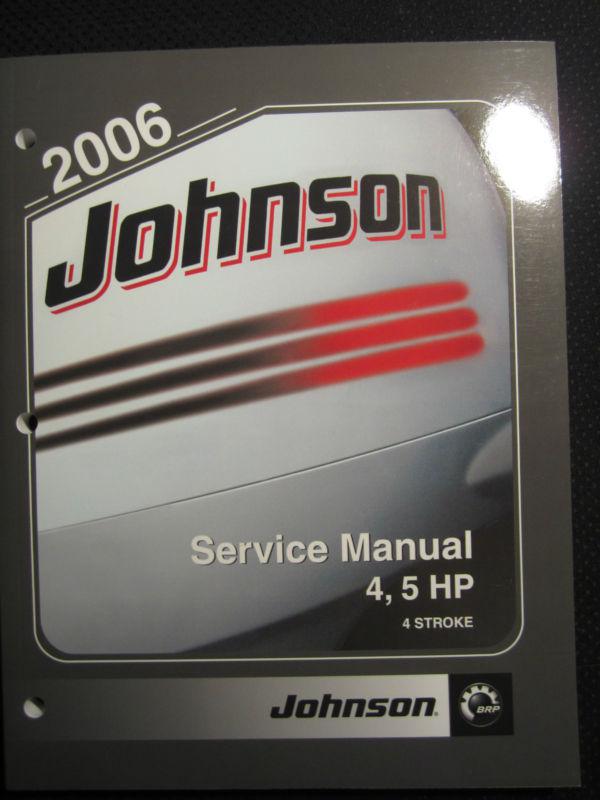 2006
Johnson
Service Manual
4, 5 HP
4 STROKE
Johnson®
BRP